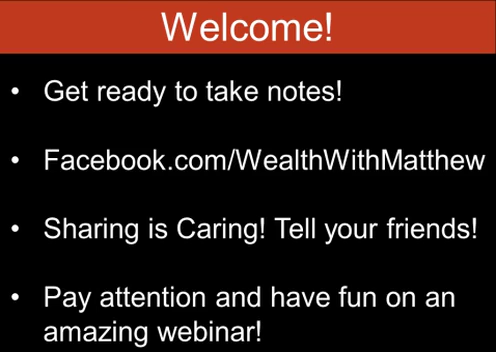 Welcome!
• Get ready to take notes!
• Facebook.com/WealthWithMatthew
• Sharing is Caring! Tell your friends!
• Pay attention and have fun on an
amazing webinar!